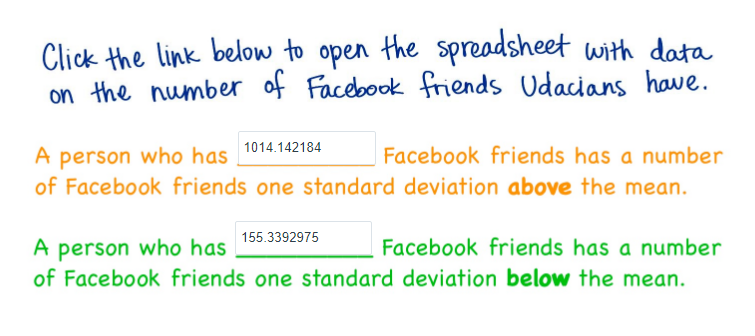 Click the link below to open the spreadsheet with data
on the number of Facebook friends Udacians have.
A person who has 1014.142184 Facebook friends has a number
of Facebook friends one standard deviation above the mean.
A person who has 155.3392975 Facebook friends has a number
of Facebook friends one standard deviation below the mean.